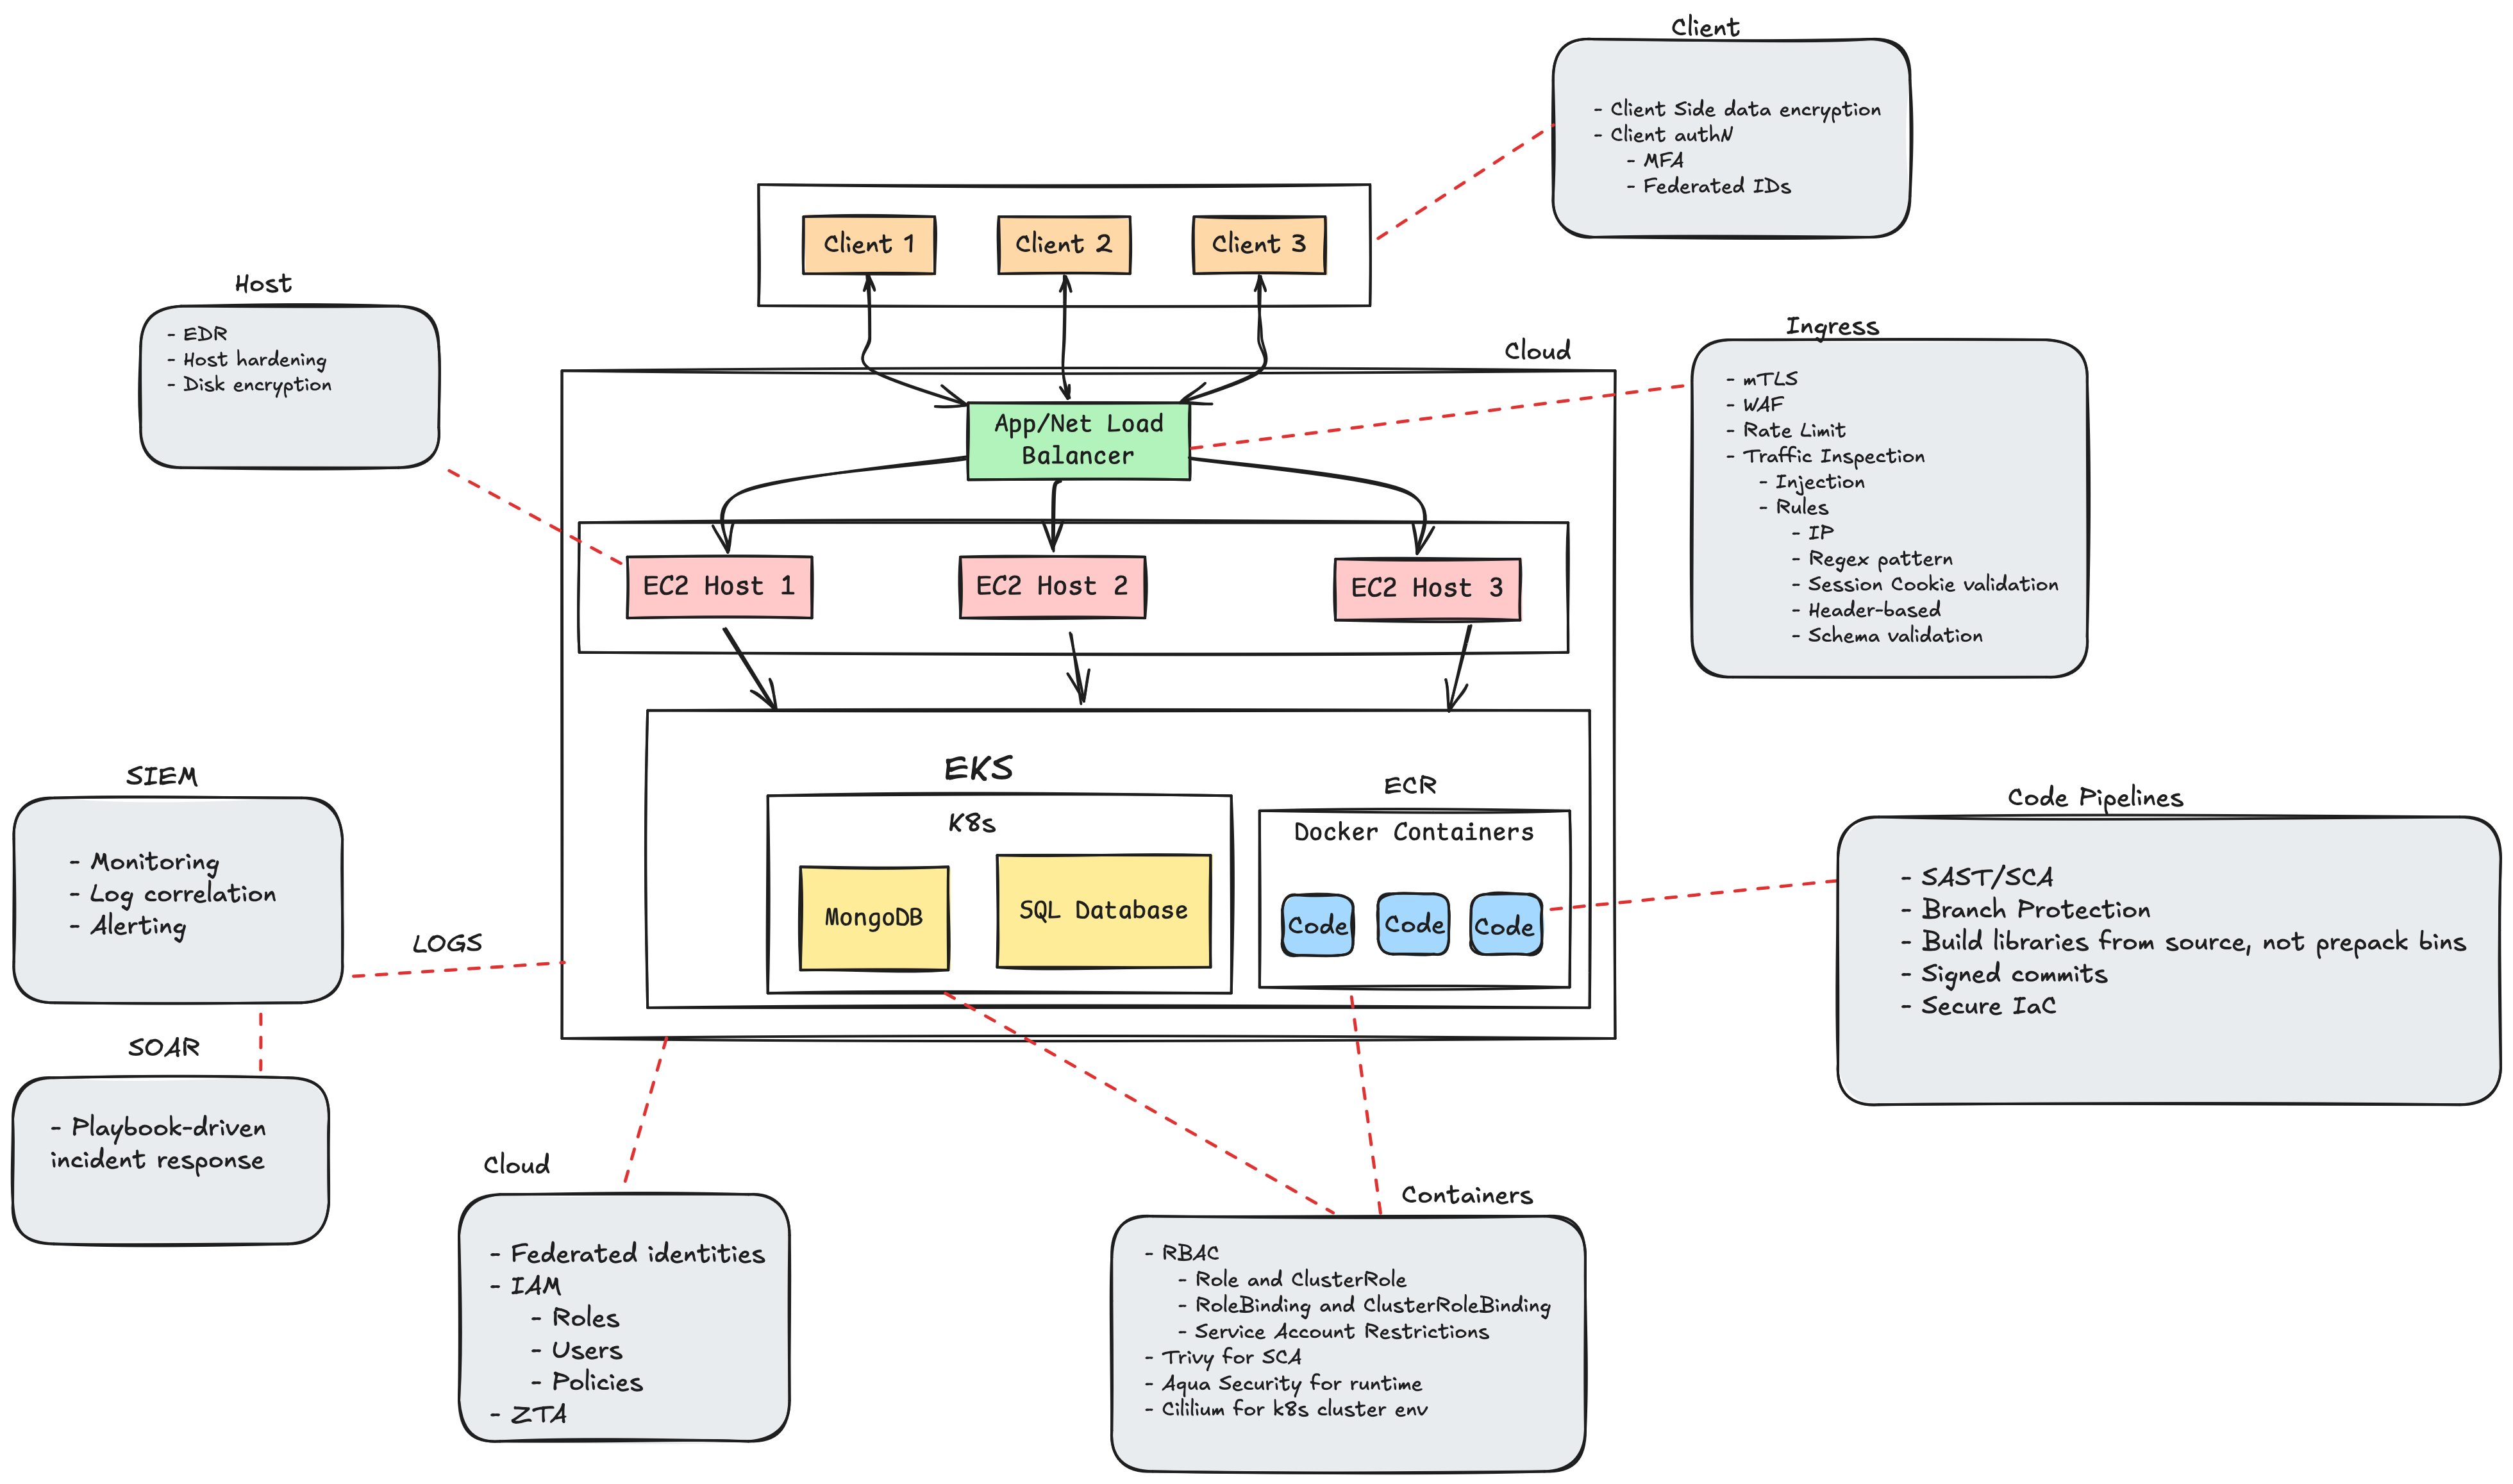 Client
- Client Side data encryption
- Client authN
- MFA
- Federated IDs
Client 1
Client 2
Client 3
Host
- EDR
- Host hardening
- Disk encryption
Ingress
- mTLS
- WAF
- Rate Limit
- Traffic Inspection
- Injection
- Rules
- IP
- Regex pattern
- Session Cookie validation
- Header-based
- Schema validation
Cloud
App/Net Load
Balancer
EC2 Host 1
EC2 Host 2
EC2 Host 3
EKS
K8s
MongoDB
SQL Database
ECR
Docker Containers
Code
Code
Code
SIEM
- Monitoring
- Log correlation
- Alerting
LOGS
SOAR
- Playbook-driven
incident response
Code Pipelines
- SAST/SCA
- Branch Protection
- Build libraries from source, not prepack bins
- Signed commits
- Secure IaC
Cloud
- Federated identities
- IAM
- Roles
- Users
- Policies
- ZTA
Containers
- RBAC
- Role and ClusterRole
- RoleBinding and ClusterRoleBinding
- Service Account Restrictions
- Trivy for SCA
- Aqua Security for runtime
- Cililium for k8s cluster env